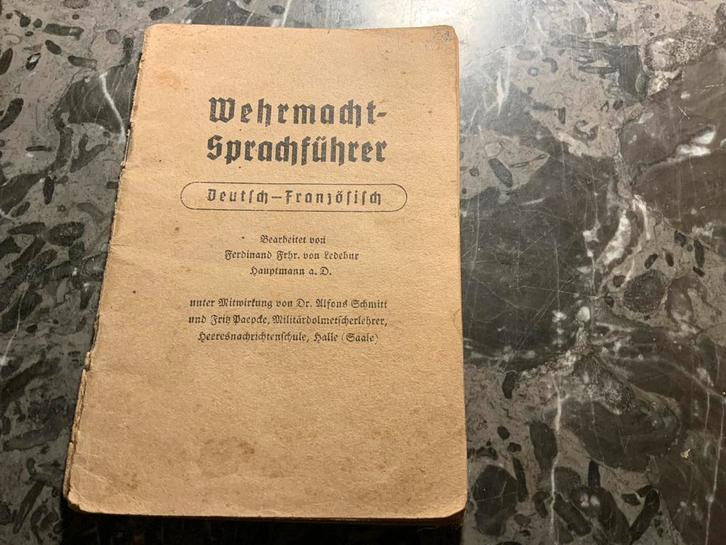 Wehrmacht-
Sprachführer
Deutsch—Französisch
Bearbeitet von
Ferdinand Frhr. von Ledebur
Hauptmann a. D.
unter Mitwirkung von Dr. Alfons Schmitt
und Fritz Paepcke, Militärdolmetscherlehrer,
Heeresnachrichtenschule, Halle (Saale)